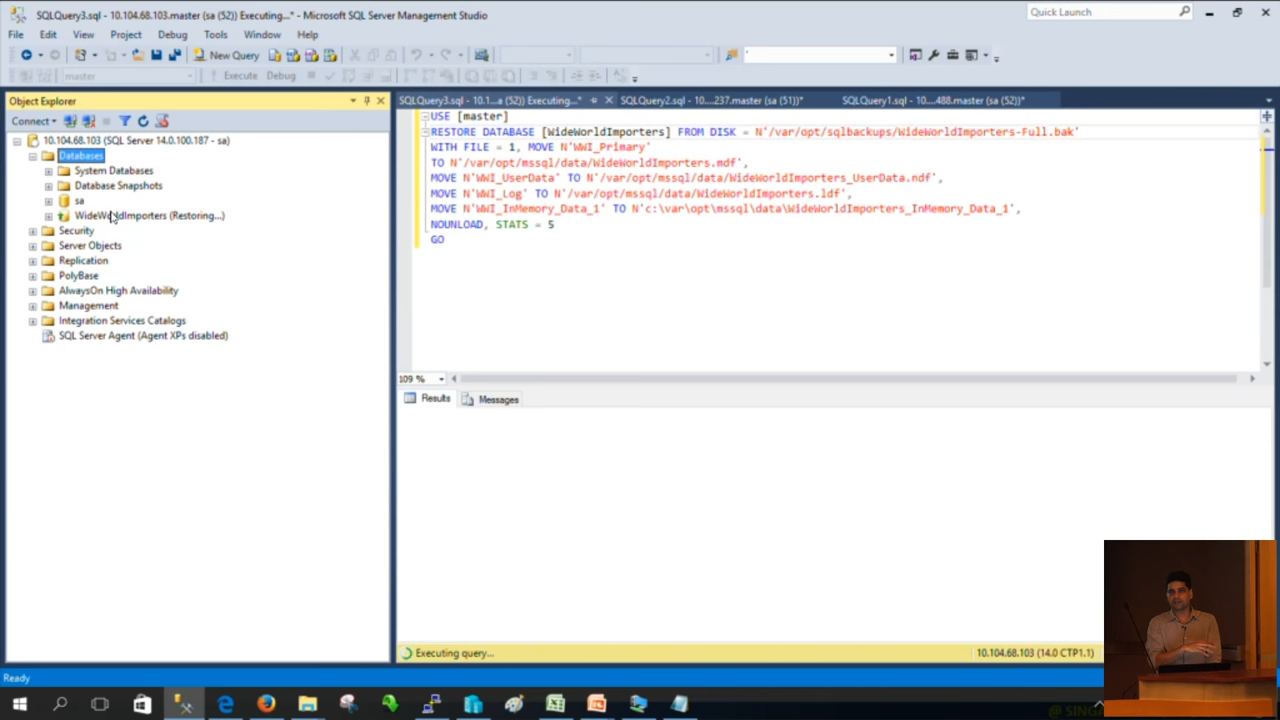 SQLQuery3.sql - 10.104.68.103.master (sa (52)) Executing...* - Microsoft SQL Server Management Studio
Quick Launch
File Edit View Project Debug Tools Window Help
New Query
master
Execute Debug
Object Explorer
SQLQuery3.sql - 10.1...a (52)) Executing...*
SQLQuery2.sql - 10....237.master (sa (51))*
SQLQuery1.sql - 10....488.master (sa (52))*
Connect
10.104.68.103 (SQL Server 14.0.100.187 - sa)
Databases
System Databases
Database Snapshots
sa
WideWorldImporters (Restoring...)
Security
Server Objects
Replication
PolyBase
AlwaysOn High Availability
Management
Integration Services Catalogs
SQL Server Agent (Agent XPs disabled)
USE [master]
RESTORE DATABASE [WideWorldImporters] FROM DISK = N'/var/opt/sqlbackups/WideWorldImporters-Full.bak'
WITH FILE = 1, MOVE N'WWI_Primary'
TO N'/var/opt/mssql/data/WideWorldImporters.mdf',
MOVE N'WWI_UserData' TO N'/var/opt/mssql/data/WideWorldImporters_UserData.ndf',
MOVE N'WWI_Log' TO N'/var/opt/mssql/data/WideWorldImporters.ldf',
MOVE N'WWI_InMemory_Data_1' TO N'c:\var\opt\mssql\data\WideWorldImporters_InMemory_Data_1',
NOUNLOAD, STATS = 5
GO
109 %
Results Messages
Executing query...
10.104.68.103 (14.0 CTP1.1)
Ready